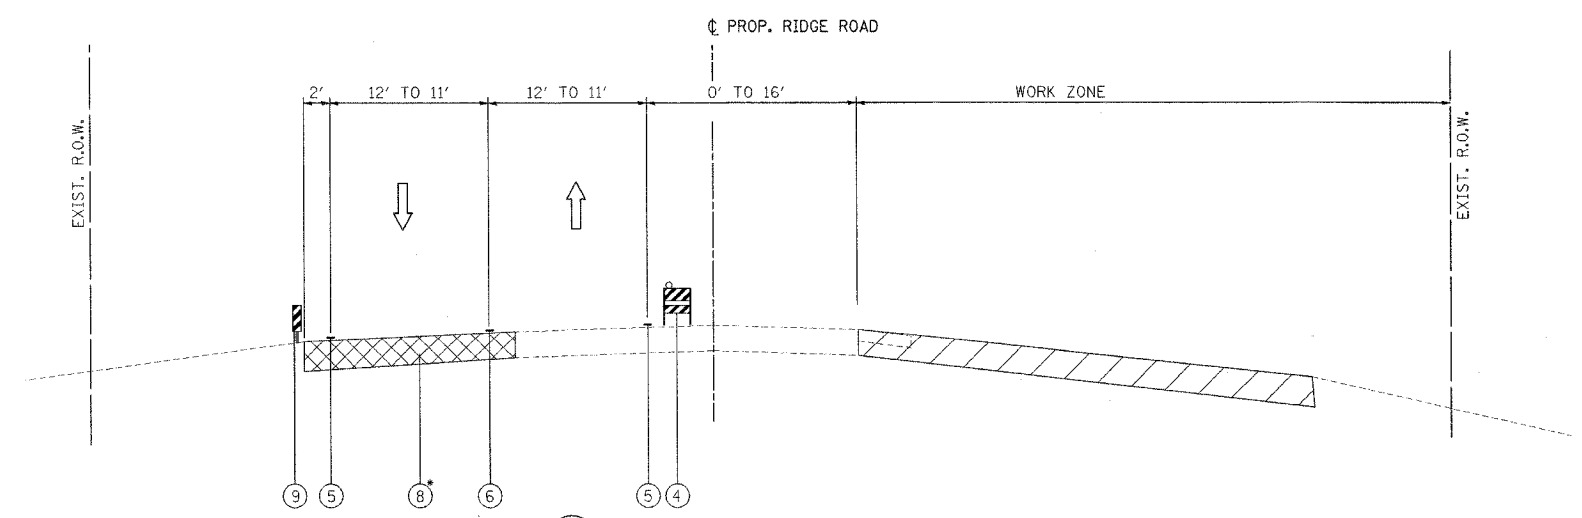 ℄ PROP. RIDGE ROAD
2' 12' TO 11' 12' TO 11' 0' TO 16' WORK ZONE
EXIST. R.O.W.
EXIST. R.O.W.
9 5 8* 6 5 4